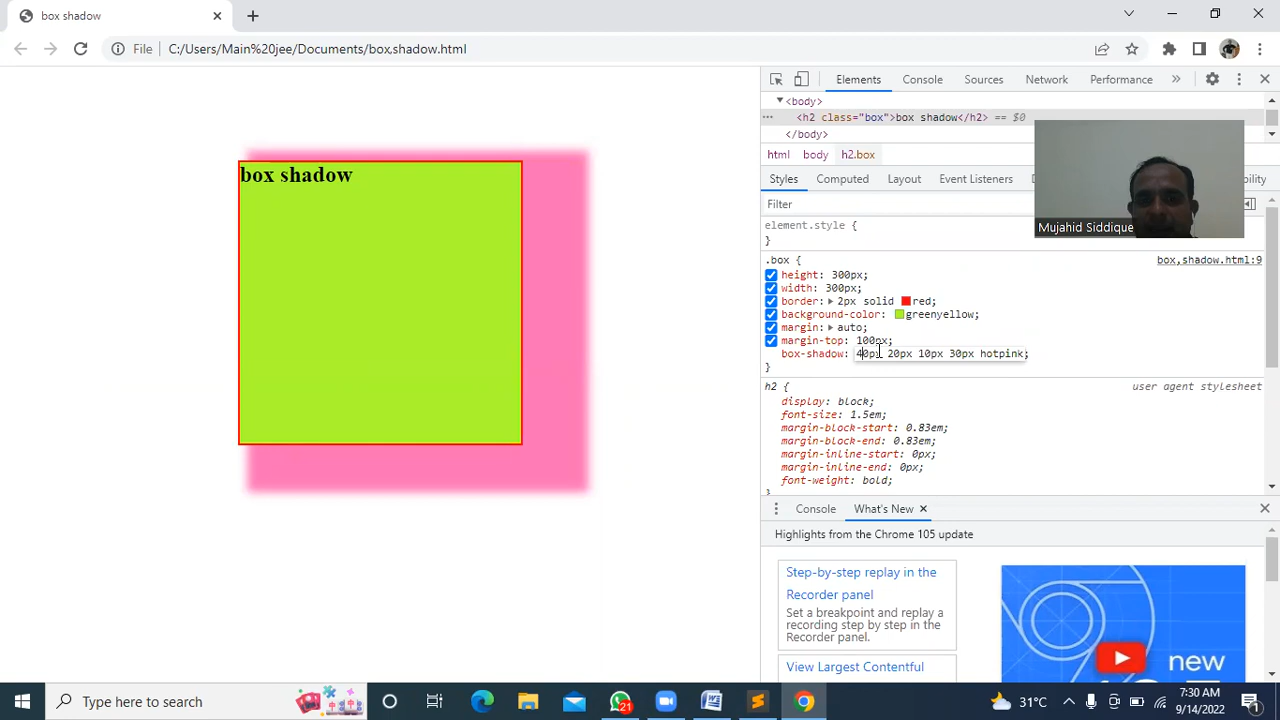 box shadow
File C:/Users/Main%20jee/Documents/box.shadow.html
Elements Console Sources Network Performance »
<body>
··· <h2 class="box">box shadow</h2> == $0
</body>
html body h2.box
Styles Computed Layout Event Listeners
Filter
Mujahid Siddique
element.style {
}
.box { box,shadow.html:9
height: 300px;
width: 300px;
border: 2px solid red;
background-color: greenyellow;
margin: auto;
margin-top: 100px;
box-shadow: 40px 20px 10px 30px hotpink;
}
h2 { user agent stylesheet
display: block;
font-size: 1.5em;
margin-block-start: 0.83em;
margin-block-end: 0.83em;
margin-inline-start: 0px;
margin-inline-end: 0px;
font-weight: bold;
box shadow
Console What's New
Highlights from the Chrome 105 update
Step-by-step replay in the
Recorder panel
Set a breakpoint and replay a
recording step by step in the
Recorder panel.
View Largest Contentful
new
Type here to search
21
31°C
7:30 AM
9/14/2022
1